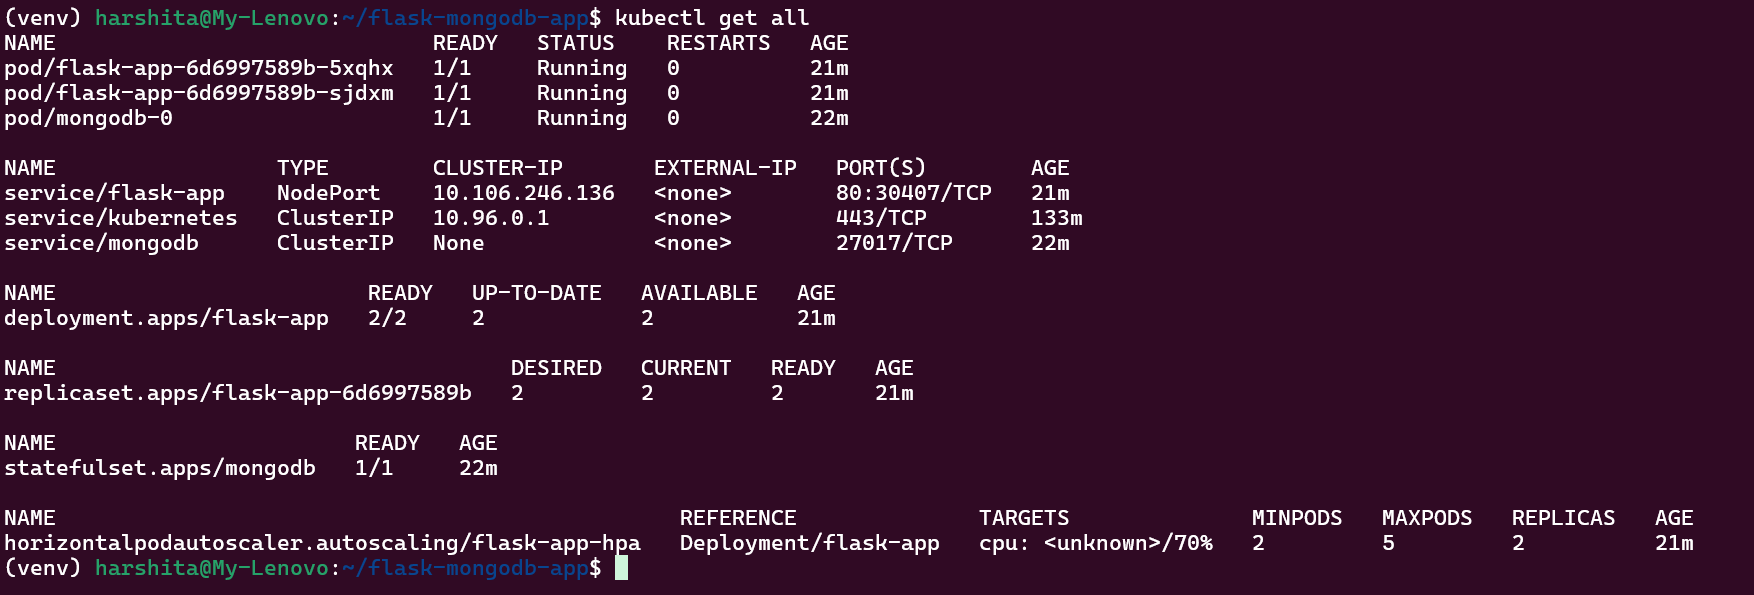 (venv) harshita@My-Lenovo:~/flask-mongodb-app$ kubectl get all
NAME                             READY   STATUS    RESTARTS   AGE
pod/flask-app-6d6997589b-5xqhx   1/1     Running   0          21m
pod/flask-app-6d6997589b-sjdxm   1/1     Running   0          21m
pod/mongodb-0                    1/1     Running   0          22m

NAME                 TYPE        CLUSTER-IP       EXTERNAL-IP   PORT(S)        AGE
service/flask-app    NodePort    10.106.246.136   <none>        80:30407/TCP   21m
service/kubernetes   ClusterIP   10.96.0.1        <none>        443/TCP        133m
service/mongodb      ClusterIP   None             <none>        27017/TCP      22m

NAME                        READY   UP-TO-DATE   AVAILABLE   AGE
deployment.apps/flask-app   2/2     2            2           21m

NAME                                   DESIRED   CURRENT   READY   AGE
replicaset.apps/flask-app-6d6997589b   2         2         2       21m

NAME                       READY   AGE
statefulset.apps/mongodb   1/1     22m

NAME                                                REFERENCE              TARGETS              MINPODS   MAXPODS   REPLICAS   AGE
horizontalpodautoscaler.autoscaling/flask-app-hpa   Deployment/flask-app   cpu: <unknown>/70%   2         5         2          21m
(venv) harshita@My-Lenovo:~/flask-mongodb-app$